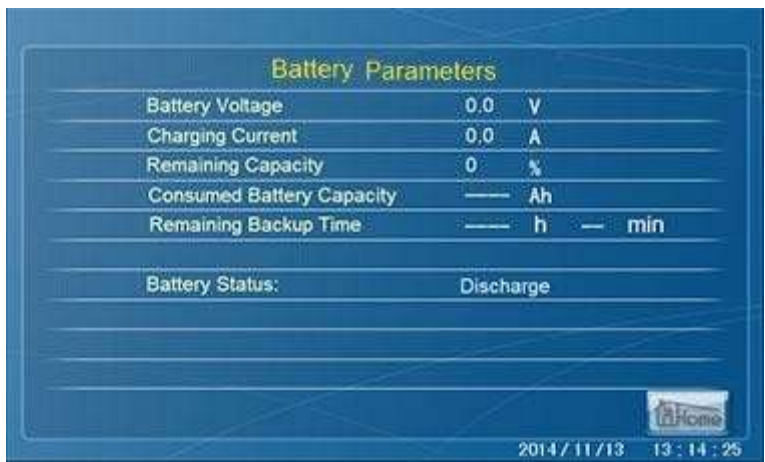 Battery Parameters
Battery Voltage 0.0 V
Charging Current 0.0 A
Remaining Capacity 0 %
Consumed Battery Capacity ---- Ah
Remaining Backup Time ---- h -- min
Battery Status: Discharge
Home
2014/11/13 13:14:25